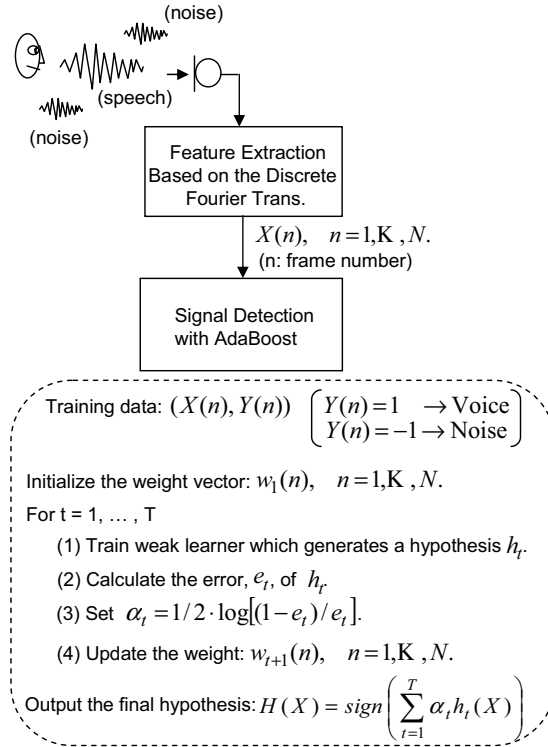 (noise)
(speech)
(noise)
Feature Extraction
Based on the Discrete
Fourier Trans.
X(n), n=1,K ,N.
(n: frame number)
Signal Detection
with AdaBoost
Training data: (X(n),Y(n)) Y(n)=1 →Voice
Y(n)=−1→Noise
Initialize the weight vector: w₁(n), n=1,K ,N.
For t = 1, … , T
(1) Train weak learner which generates a hypothesis hₜ.
(2) Calculate the error, eₜ, of hₜ.
(3) Set αₜ=1/2·log[(1−eₜ)/eₜ].
(4) Update the weight: wₜ₊₁(n), n=1,K ,N.
Output the final hypothesis: H(X)=sign(∑_{t=1}^{T} αₜhₜ(X))